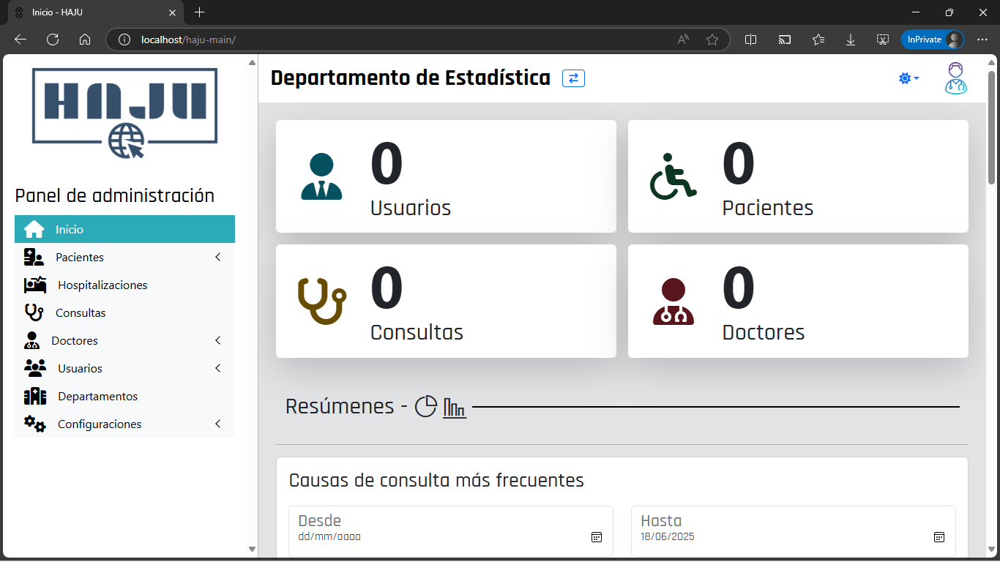 Inicio - HAJU
localhost/haju-main/
InPrivate
HAJU
Departamento de Estadística
Panel de administración
Inicio
Pacientes
Hospitalizaciones
Consultas
Doctores
Usuarios
Departamentos
Configuraciones
0
Usuarios
0
Pacientes
0
Consultas
0
Doctores
Resúmenes -
Causas de consulta más frecuentes
Desde
dd/mm/aaaa
Hasta
18/06/2025